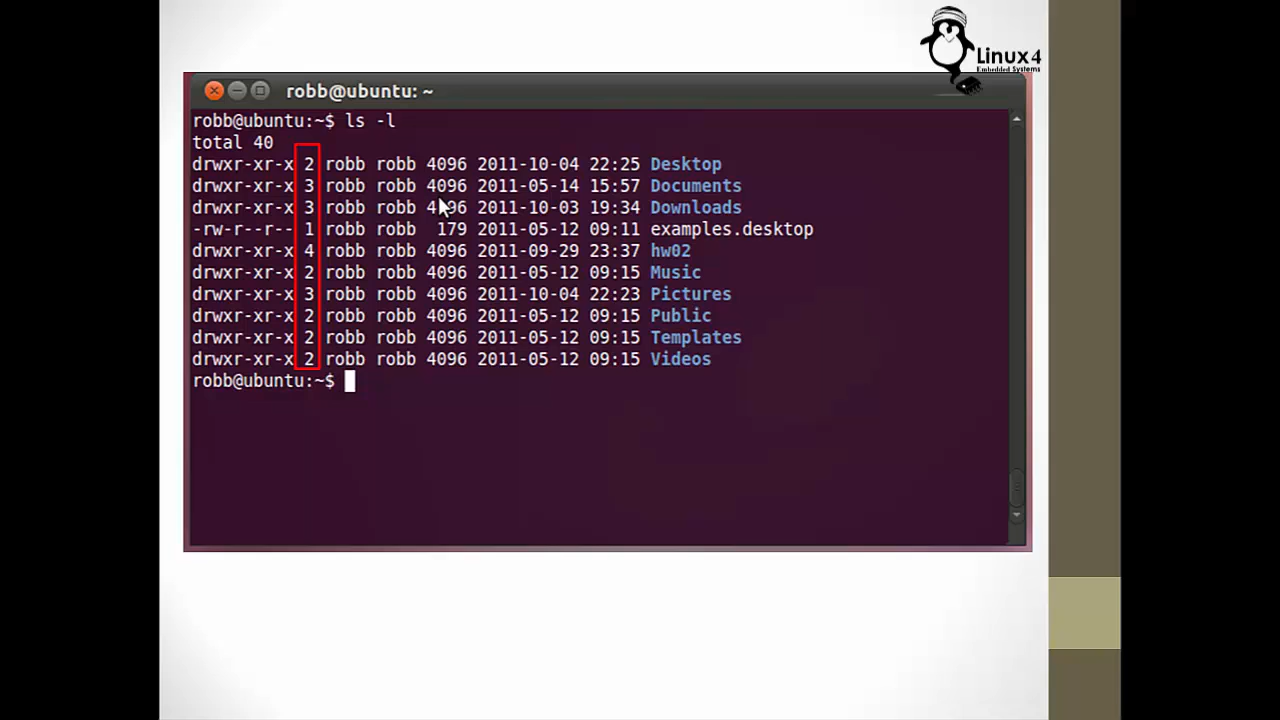 Linux4
Embedded Systems
robb@ubuntu: ~
robb@ubuntu:~$ ls -l
total 40
drwxr-xr-x 2 robb robb 4096 2011-10-04 22:25 Desktop
drwxr-xr-x 3 robb robb 4096 2011-05-14 15:57 Documents
drwxr-xr-x 3 robb robb 4096 2011-10-03 19:34 Downloads
-rw-r--r-- 1 robb robb  179 2011-05-12 09:11 examples.desktop
drwxr-xr-x 4 robb robb 4096 2011-09-29 23:37 hw02
drwxr-xr-x 2 robb robb 4096 2011-05-12 09:15 Music
drwxr-xr-x 3 robb robb 4096 2011-10-04 22:23 Pictures
drwxr-xr-x 2 robb robb 4096 2011-05-12 09:15 Public
drwxr-xr-x 2 robb robb 4096 2011-05-12 09:15 Templates
drwxr-xr-x 2 robb robb 4096 2011-05-12 09:15 Videos
robb@ubuntu:~$